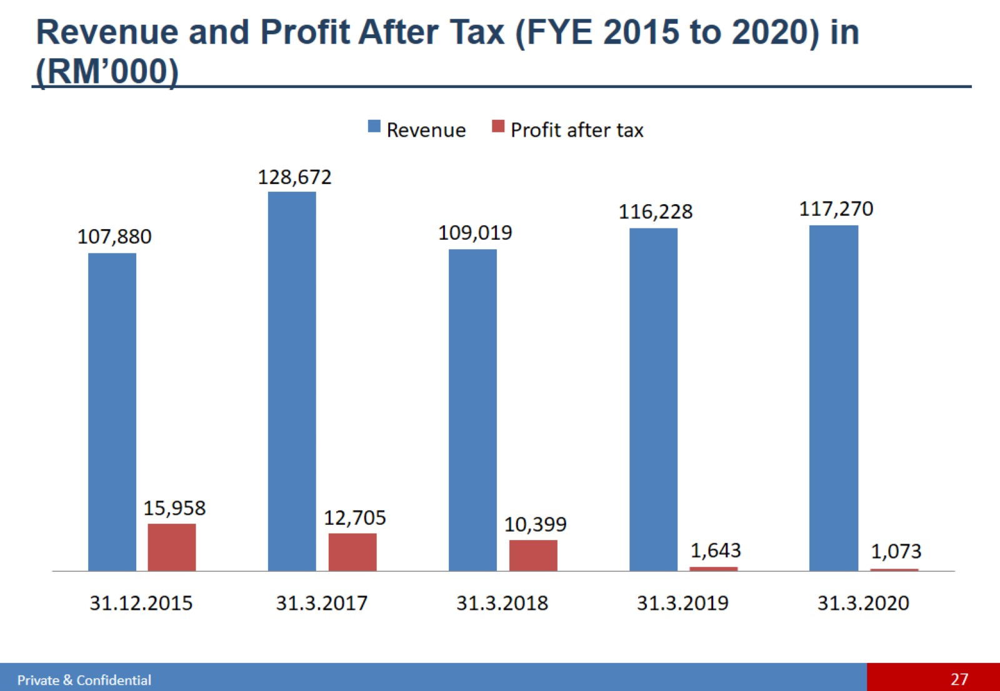 Revenue and Profit After Tax (FYE 2015 to 2020) in
(RM’000)
Revenue Profit after tax
128,672
116,228 117,270
107,880 109,019
15,958 12,705 10,399 1,643 1,073
31.12.2015 31.3.2017 31.3.2018 31.3.2019 31.3.2020
Private & Confidential 27